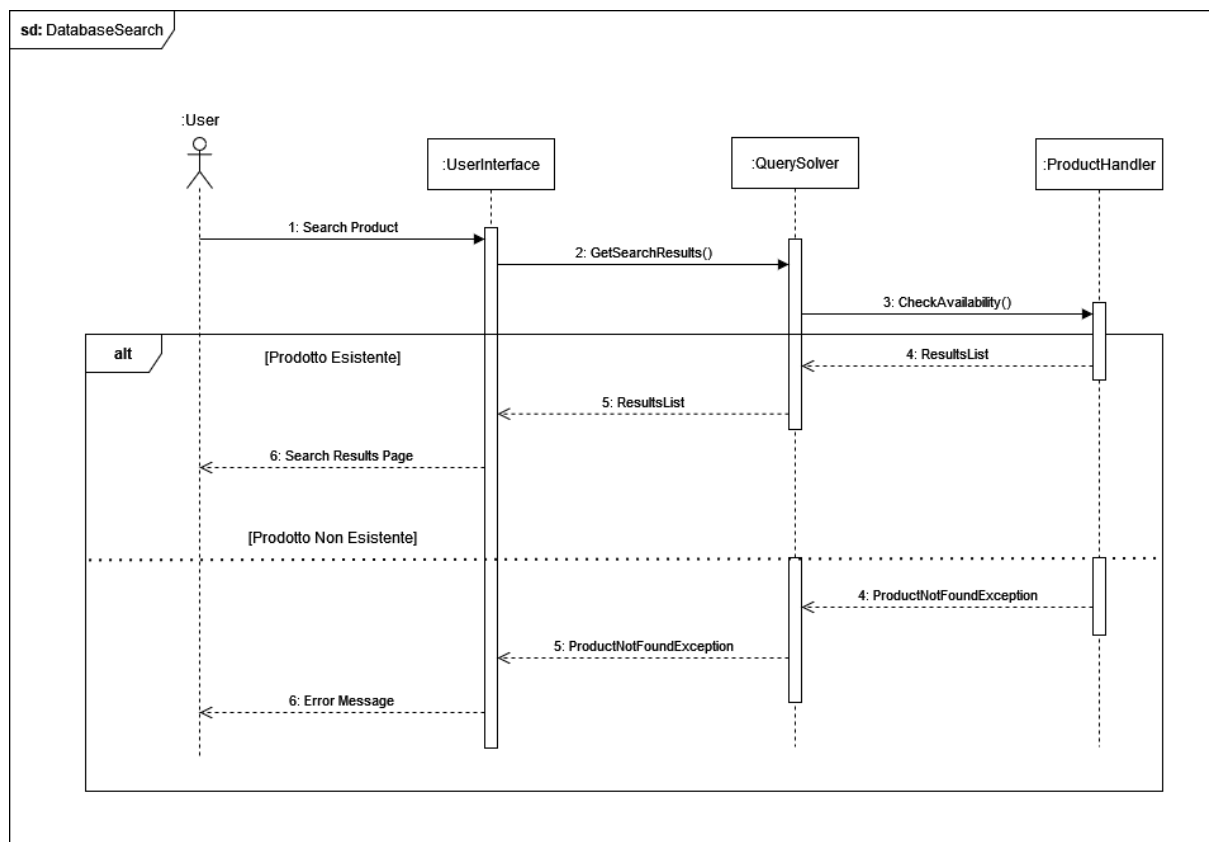 sd: DatabaseSearch
:User
:UserInterface
:QuerySolver
:ProductHandler
1: Search Product
2: GetSearchResults()
3: CheckAvailability()
alt
[Prodotto Esistente]
4: ResultsList
5: ResultsList
6: Search Results Page
[Prodotto Non Esistente]
4: ProductNotFoundException
5: ProductNotFoundException
6: Error Message